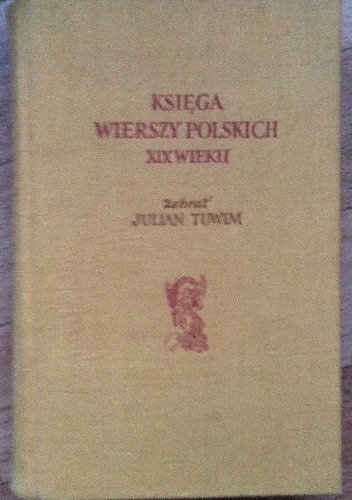 KSIĘGA
WIERSZY POLSKICH
XIX WIEKU
Zebrał
JULIAN TUWIM